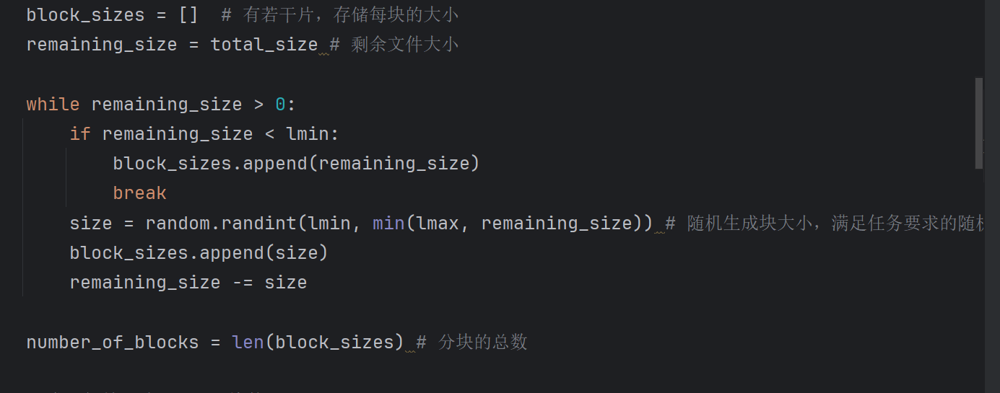 block_sizes = []  # 有若干片，存储每块的大小
remaining_size = total_size # 剩余文件大小
while remaining_size > 0:
    if remaining_size < lmin:
        block_sizes.append(remaining_size)
        break
    size = random.randint(lmin, min(lmax, remaining_size)) # 随机生成块大小，满足任务要求的随机
    block_sizes.append(size)
    remaining_size -= size
number_of_blocks = len(block_sizes) # 分块的总数